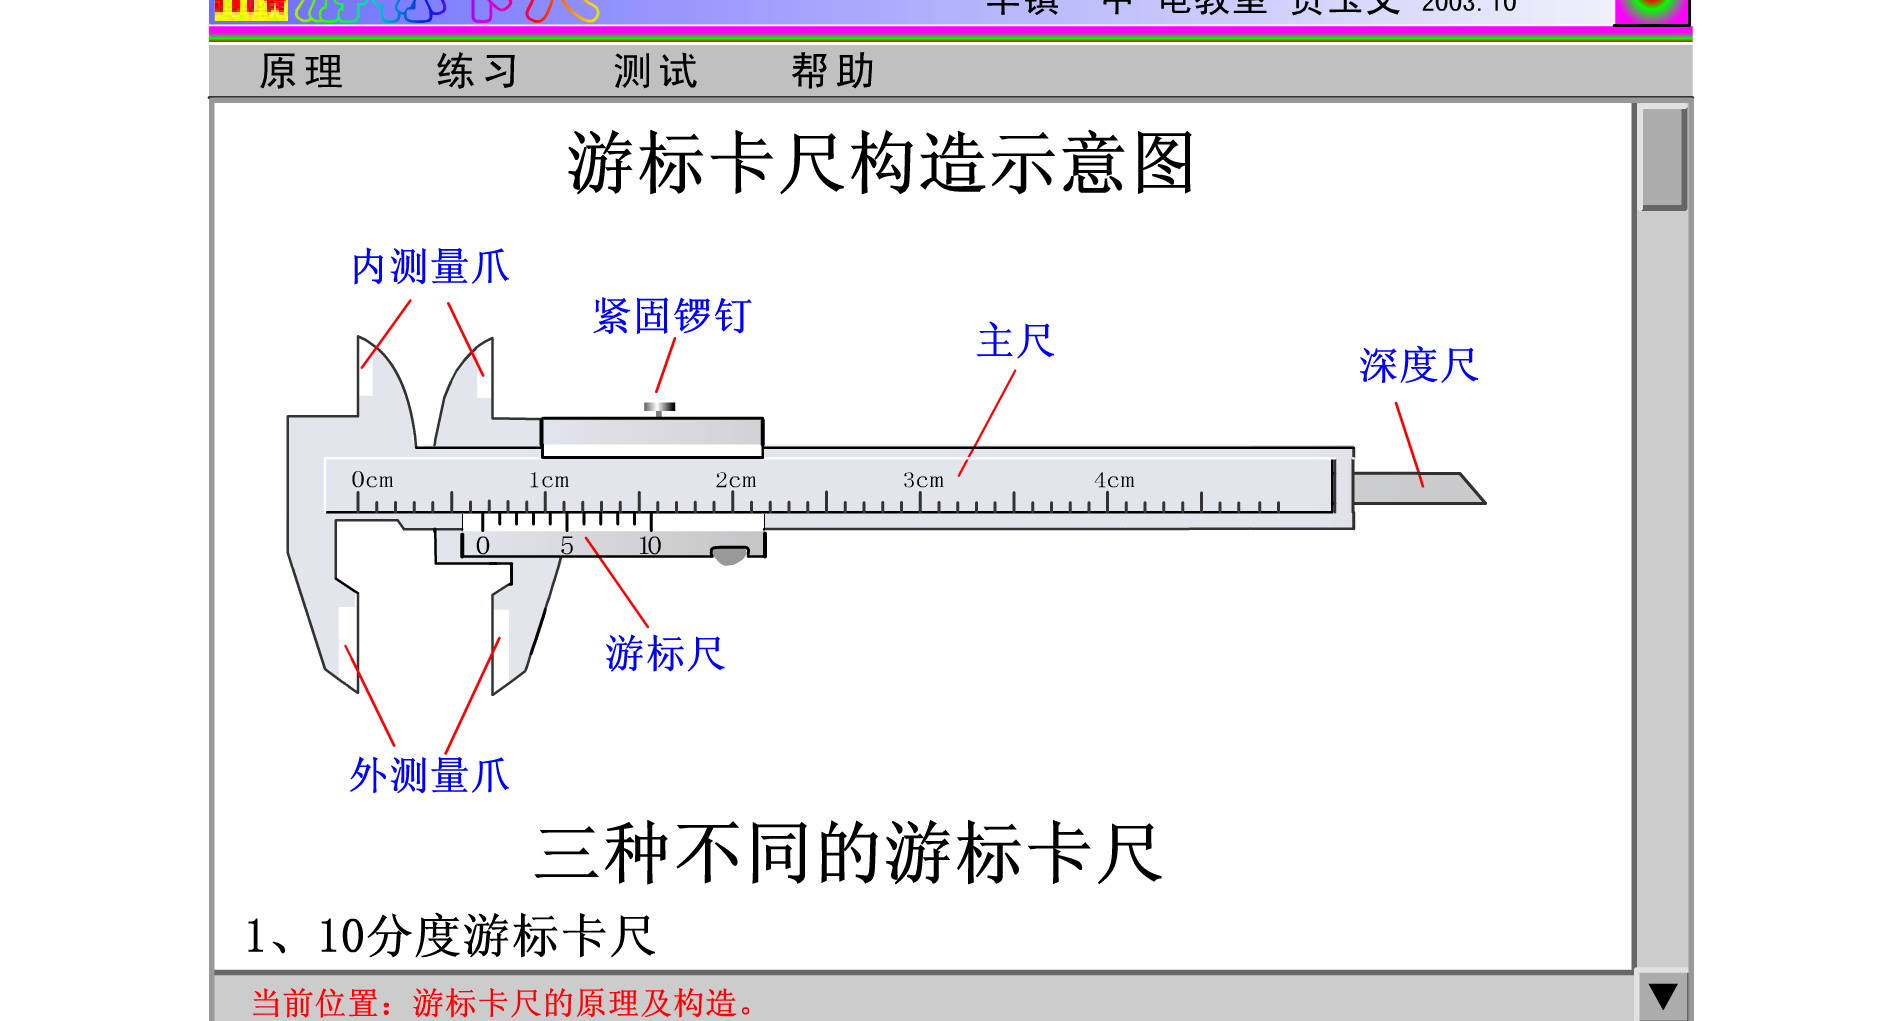 2003.10
原理 练习 测试 帮助
游标卡尺构造示意图
内测量爪
紧固锣钉
主尺
深度尺
0cm 1cm 2cm 3cm 4cm
0 5 10
游标尺
外测量爪
三种不同的游标卡尺
1、10分度游标卡尺
当前位置：游标卡尺的原理及构造。